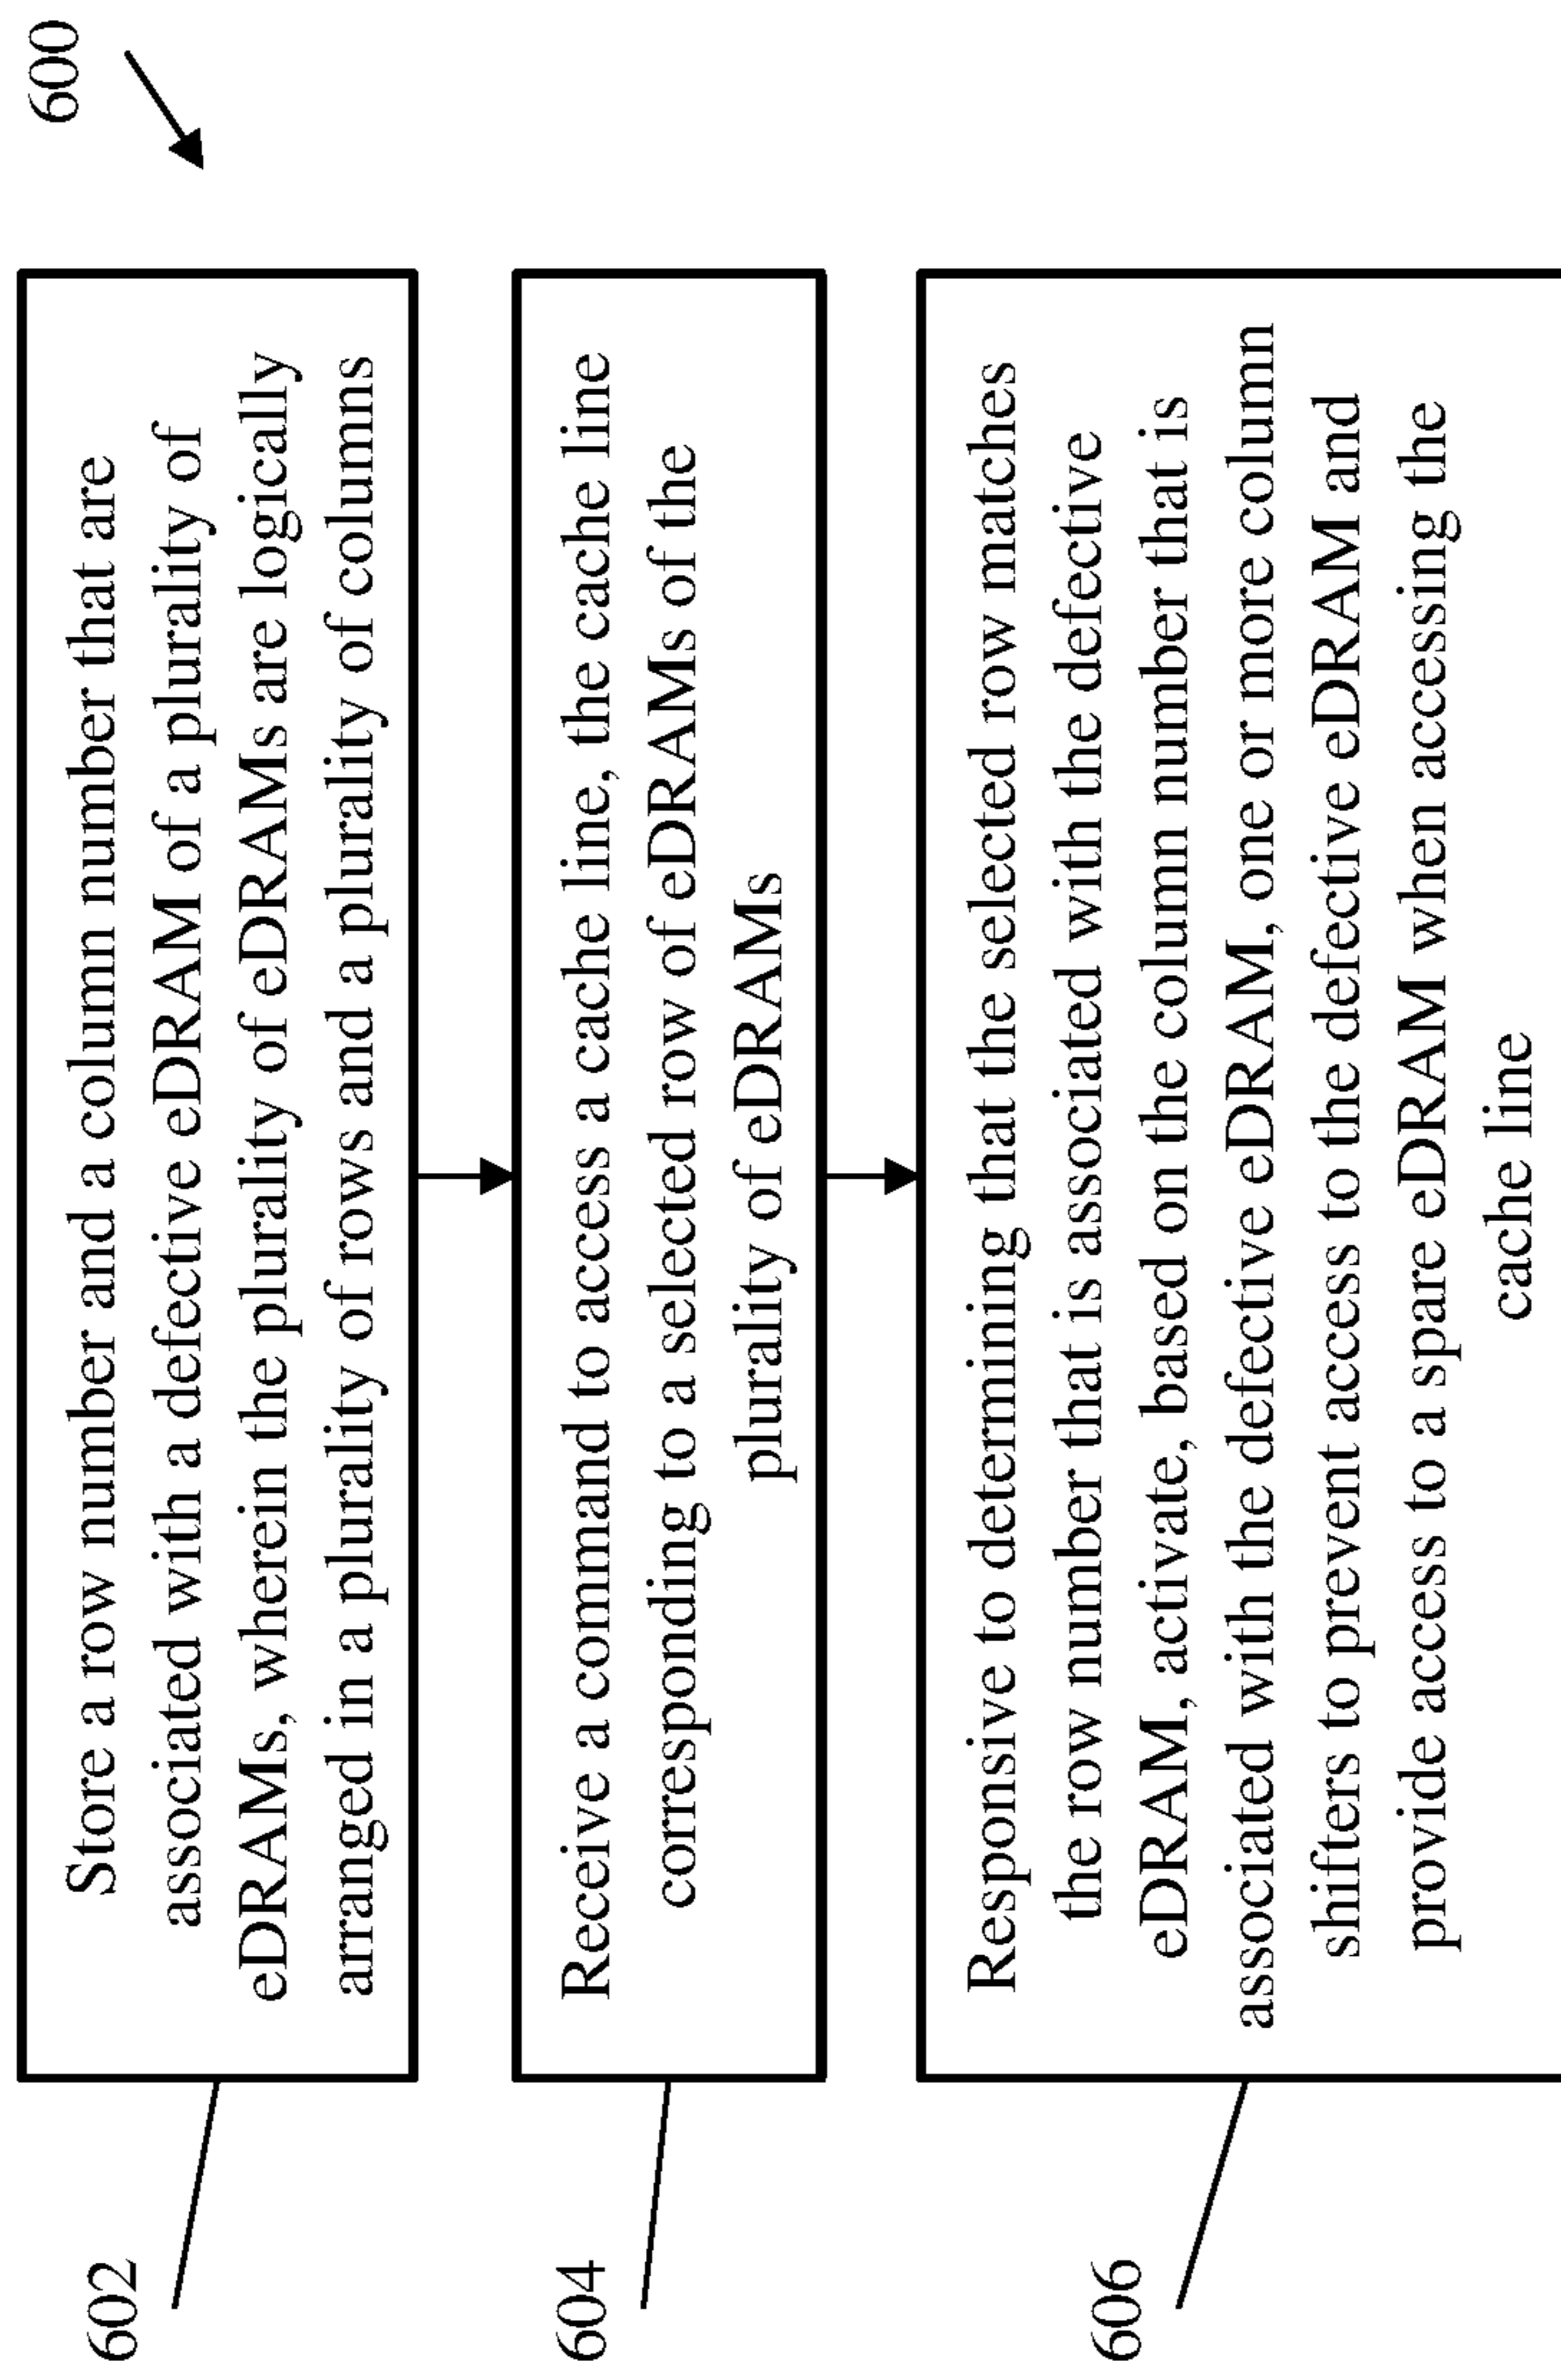 600
602
Store a row number and a column number that are
associated with a defective eDRAM of a plurality of
eDRAMs, wherein the plurality of eDRAMs are logically
arranged in a plurality of rows and a plurality of columns
604
Receive a command to access a cache line, the cache line
corresponding to a selected row of eDRAMs of the
plurality of eDRAMs
606
Responsive to determining that the selected row matches
the row number that is associated with the defective
eDRAM, activate, based on the column number that is
associated with the defective eDRAM, one or more column
shifters to prevent access to the defective eDRAM and
provide access to a spare eDRAM when accessing the
cache line